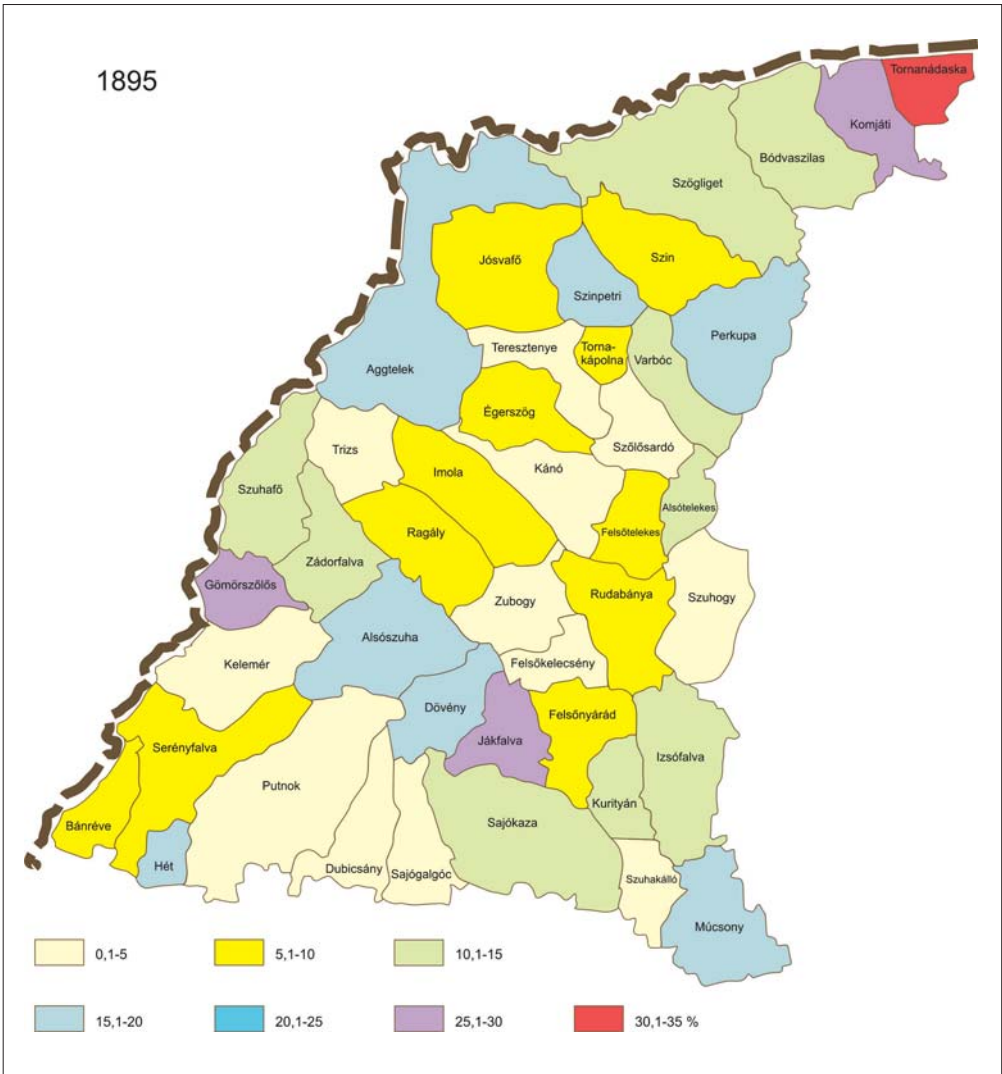 1895
Tornanádaska
Komjáti
Bódvaszilas
Szögliget
Jósvafő
Szin
Szinpetri
Perkupa
Teresztenye
Torna-
kápolna
Varbóc
Aggtelek
Égerszög
Szőlősardó
Trizs
Imola
Kánó
Szuhafő
Alsótelekes
Ragály
Felsőtelekes
Zádorfalva
Gömörszőlős
Rudabánya
Szuhogy
Zubogy
Alsószuha
Kelemér
Felsőkelecsény
Dövény
Felsőnyárád
Jákfalva
Serényfalva
Izsófalva
Putnok
Kurityán
Bánréve
Sajókaza
Hét
Dubicsány
Sajógalgóc
Szuhakálló
Múcsony
0,1-5
5,1-10
10,1-15
15,1-20
20,1-25
25,1-30
30,1-35 %